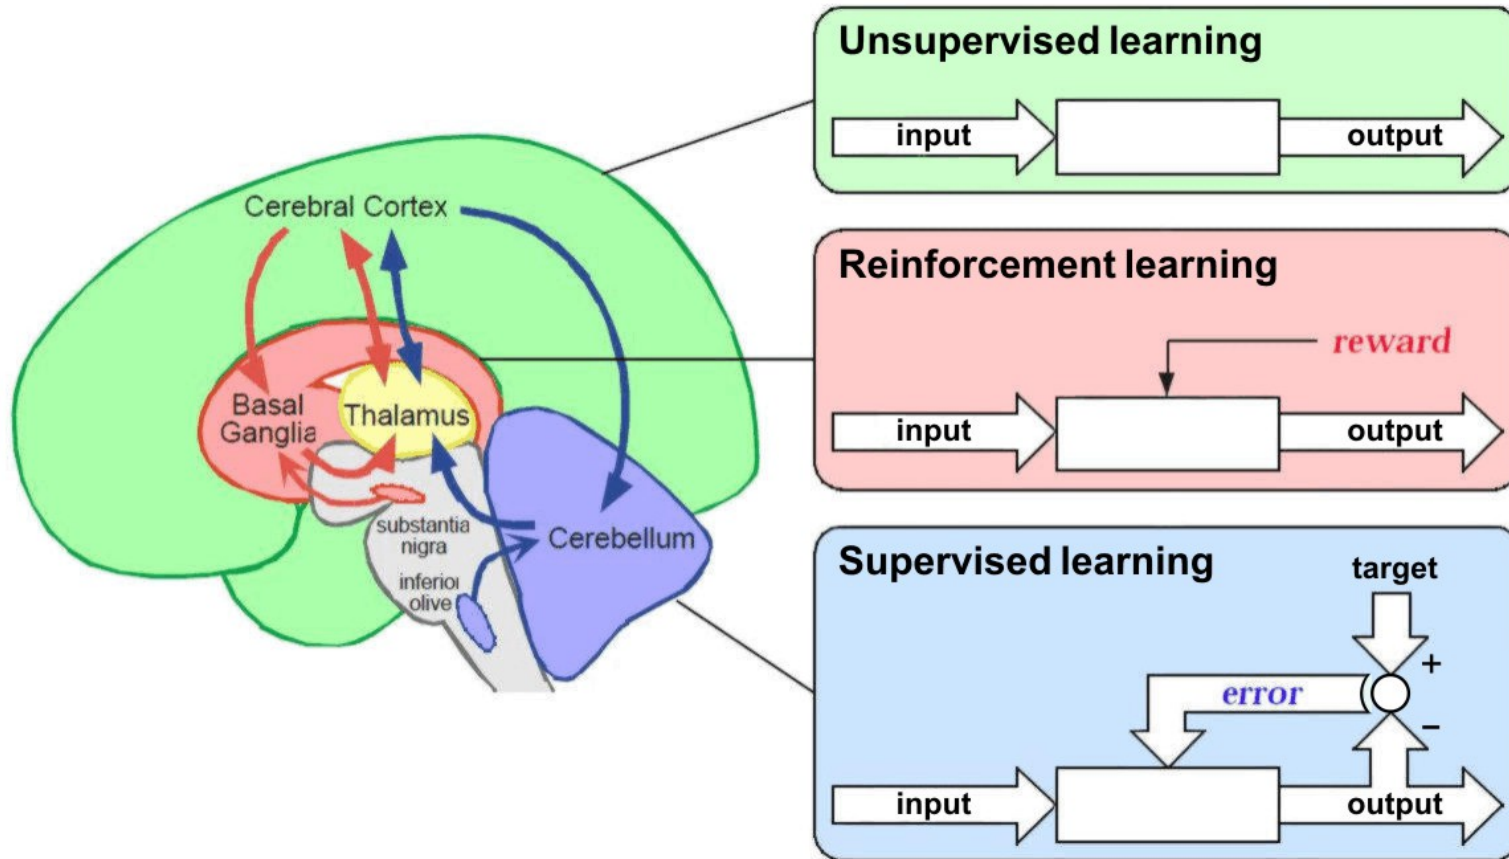 Cerebral Cortex
Basal
Ganglia
Thalamus
substantia
nigra
inferior
olive
Cerebellum
Unsupervised learning
input
output
Reinforcement learning
reward
input
output
Supervised learning
target
+
error
−
input
output